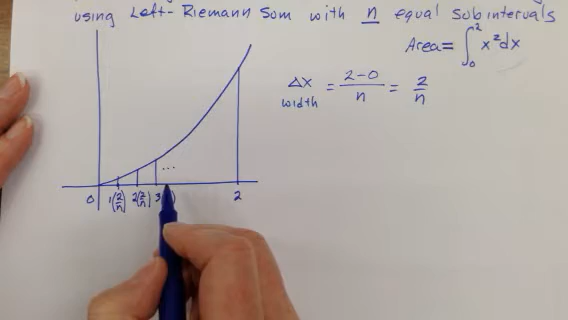 using Left-Riemann Sum with n equal subintervals
Area = ∫₀² x² dx
Δx = 2-0/n = 2/n
width
...
0 1(2/n) 2(2/n) 3 2